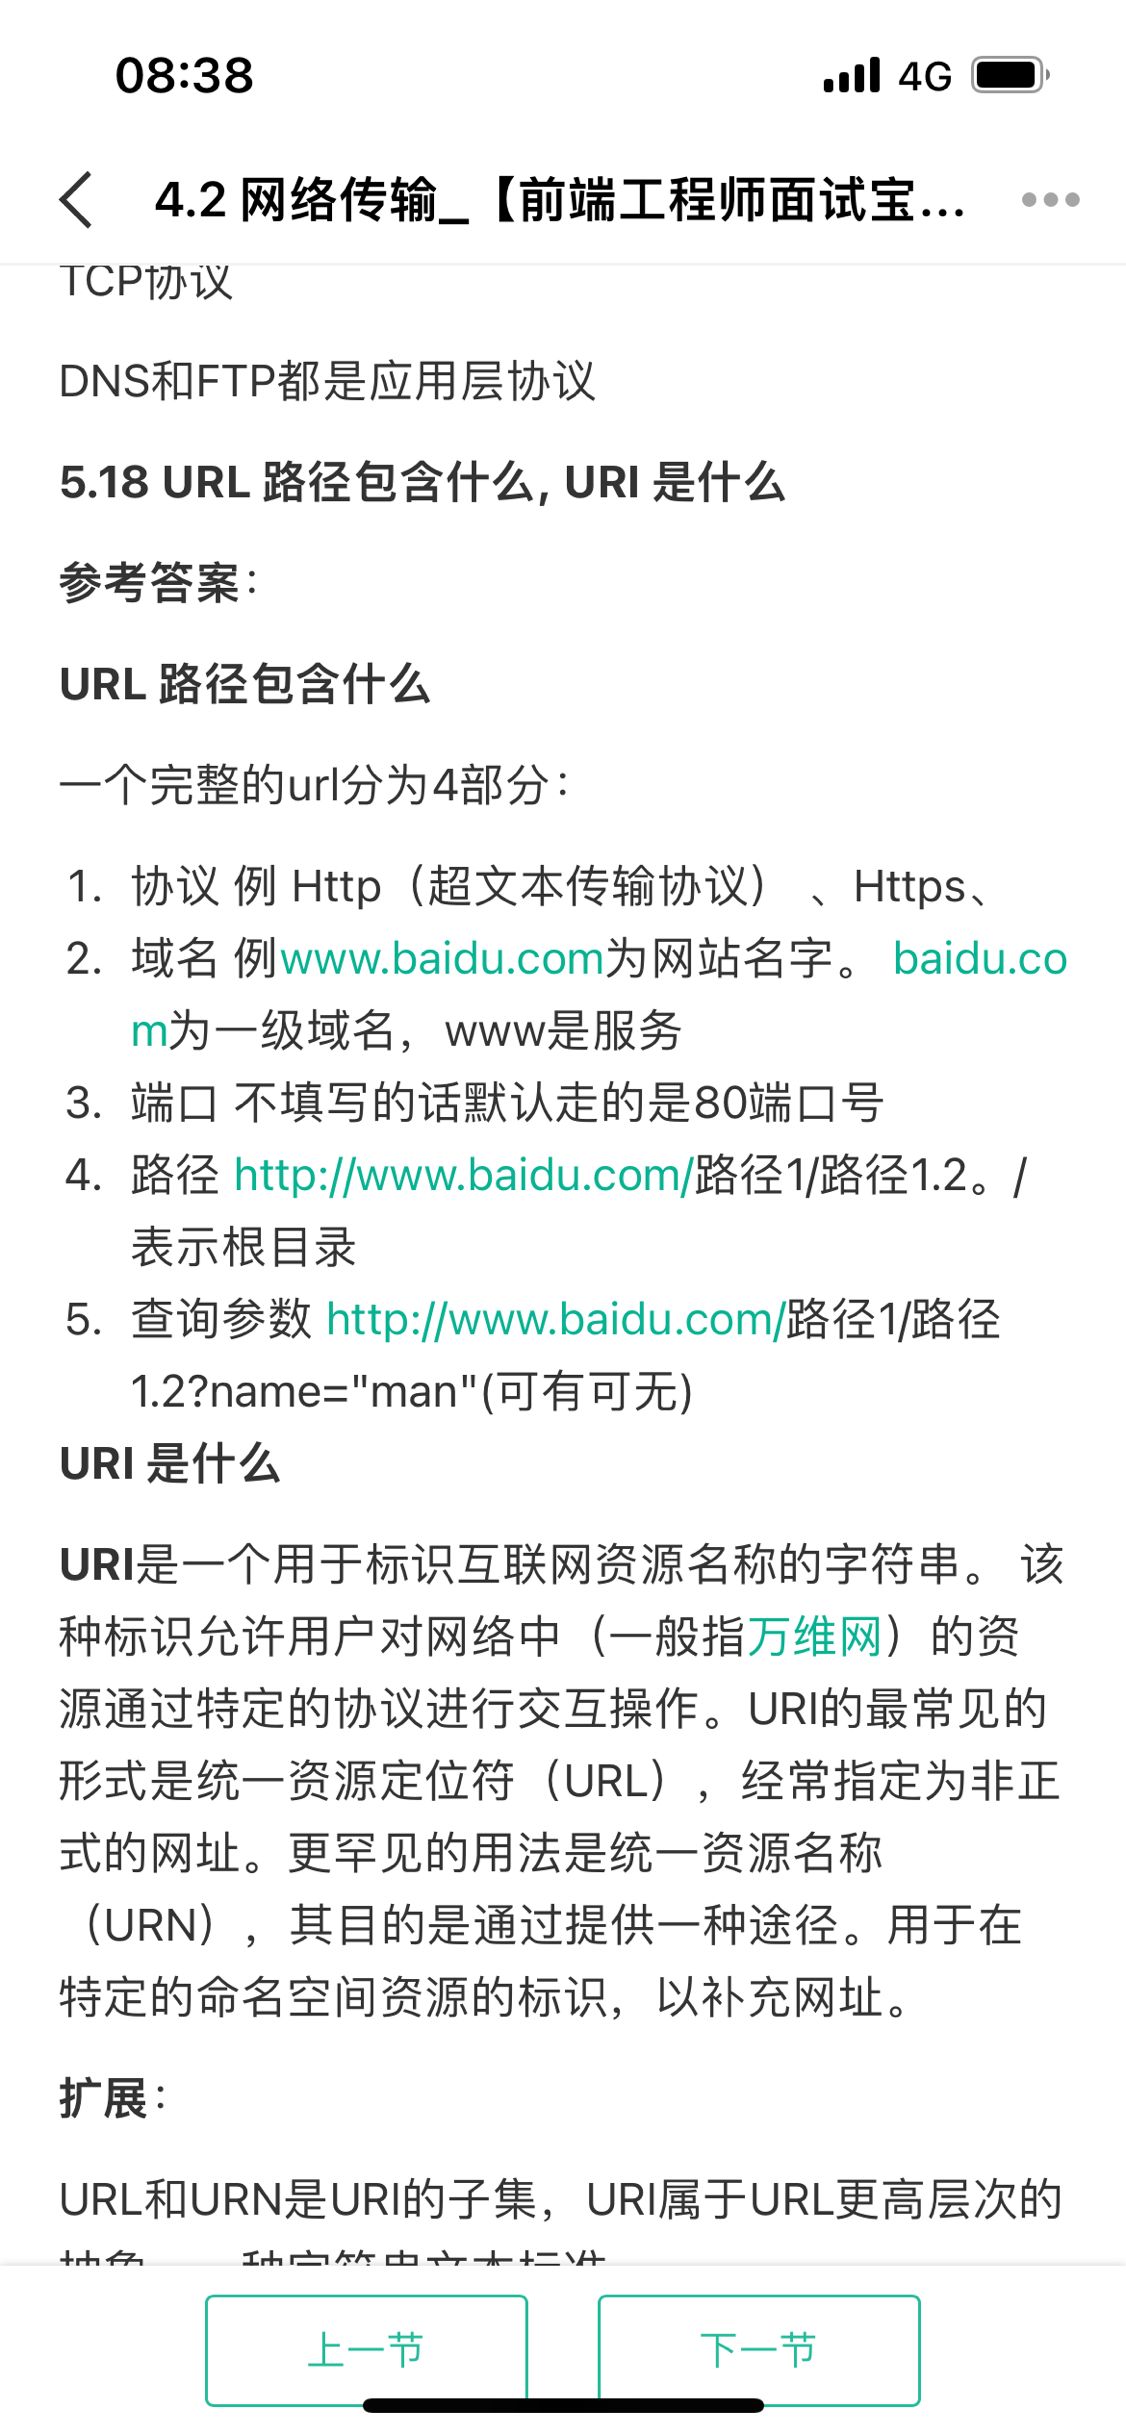 08:38
4G
4.2 网络传输_【前端工程师面试宝...
TCP协议
DNS和FTP都是应用层协议
5.18 URL 路径包含什么, URI 是什么
参考答案：
URL 路径包含什么
一个完整的url分为4部分：
1. 协议 例 Http（超文本传输协议） 、Https、
2. 域名 例www.baidu.com为网站名字。 baidu.co
m为一级域名，www是服务
3. 端口 不填写的话默认走的是80端口号
4. 路径 http://www.baidu.com/路径1/路径1.2。/
表示根目录
5. 查询参数 http://www.baidu.com/路径1/路径
1.2?name="man"(可有可无)
URI 是什么
URI是一个用于标识互联网资源名称的字符串。 该
种标识允许用户对网络中（一般指万维网）的资
源通过特定的协议进行交互操作。URI的最常见的
形式是统一资源定位符（URL），经常指定为非正
式的网址。更罕见的用法是统一资源名称
（URN），其目的是通过提供一种途径。用于在
特定的命名空间资源的标识，以补充网址。
扩展：
URL和URN是URI的子集，URI属于URL更高层次的
上一节
下一节